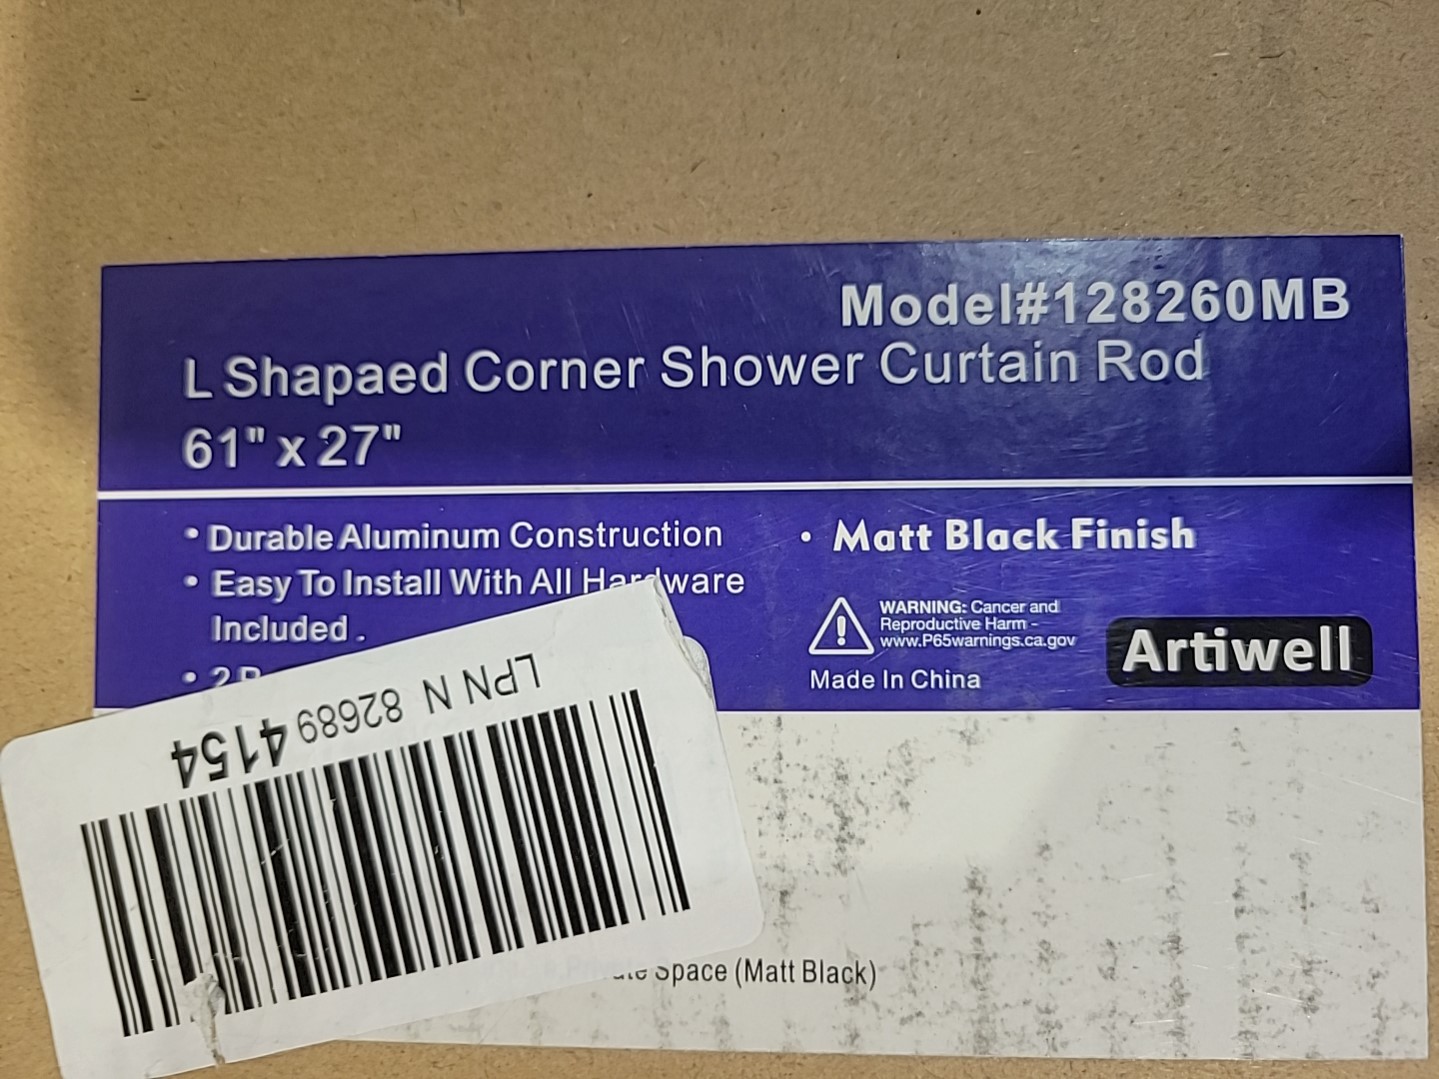 Model#128260MB
L Shapaed Corner Shower Curtain Rod
61" x 27"
• Durable Aluminum Construction
• Easy To Install With All Hardware
Included .
• 2
• Matt Black Finish
WARNING: Cancer and
Reproductive Harm -
www.P65warnings.ca.gov
Made In China
Artiwell
LPN N 82689 4154
Private Space (Matt Black)